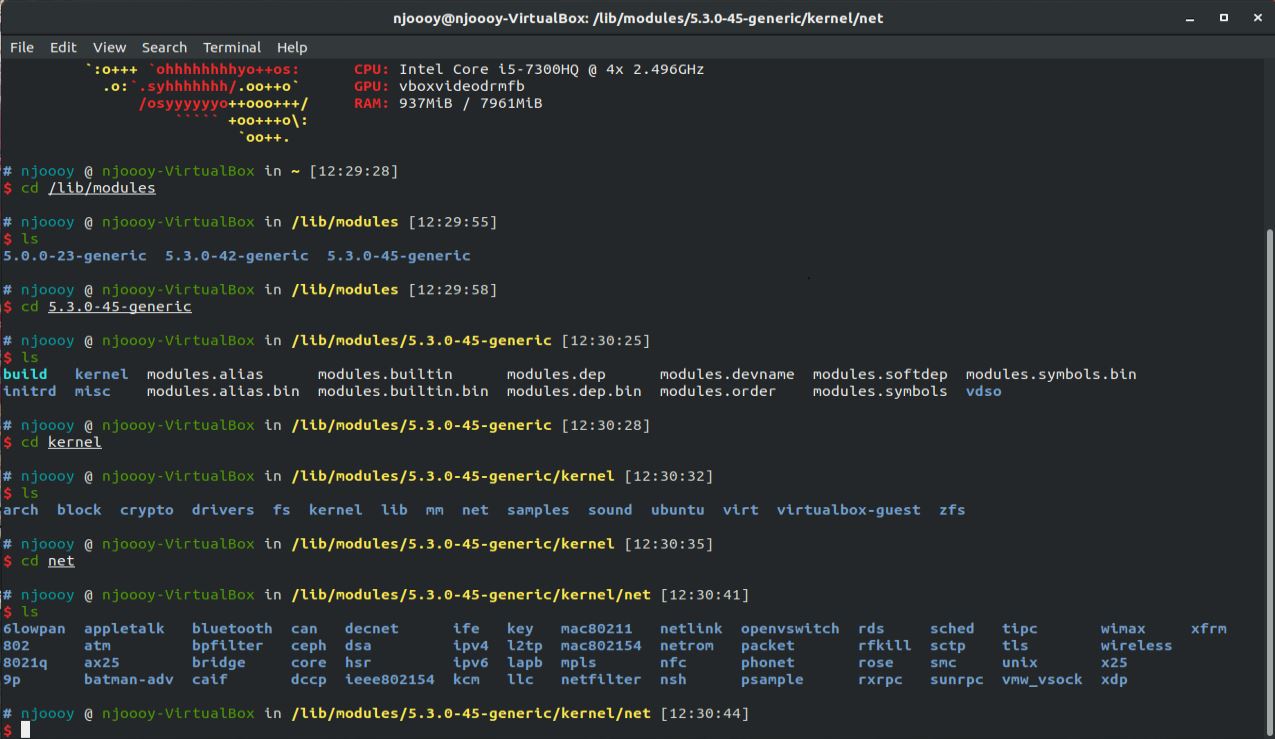 njoooy@njoooy-VirtualBox: /lib/modules/5.3.0-45-generic/kernel/net
File Edit View Search Terminal Help
`:o+++ `ohhhhhhhhyo++os: CPU: Intel Core i5-7300HQ @ 4x 2.496GHz
.o:`.syhhhhhhh/.oo++o` GPU: vboxvideodrmfb
/osyyyyyyo++ooo+++/ RAM: 937MiB / 7961MiB
````` +oo+++o\:
`oo++.
# njoooy @ njoooy-VirtualBox in ~ [12:29:28]
$ cd /lib/modules
# njoooy @ njoooy-VirtualBox in /lib/modules [12:29:55]
$ ls
5.0.0-23-generic 5.3.0-42-generic 5.3.0-45-generic
# njoooy @ njoooy-VirtualBox in /lib/modules [12:29:58]
$ cd 5.3.0-45-generic
# njoooy @ njoooy-VirtualBox in /lib/modules/5.3.0-45-generic [12:30:25]
$ ls
build kernel modules.alias modules.builtin modules.dep modules.devname modules.softdep modules.symbols.bin
initrd misc modules.alias.bin modules.builtin.bin modules.dep.bin modules.order modules.symbols vdso
# njoooy @ njoooy-VirtualBox in /lib/modules/5.3.0-45-generic [12:30:28]
$ cd kernel
# njoooy @ njoooy-VirtualBox in /lib/modules/5.3.0-45-generic/kernel [12:30:32]
$ ls
arch block crypto drivers fs kernel lib mm net samples sound ubuntu virt virtualbox-guest zfs
# njoooy @ njoooy-VirtualBox in /lib/modules/5.3.0-45-generic/kernel [12:30:35]
$ cd net
# njoooy @ njoooy-VirtualBox in /lib/modules/5.3.0-45-generic/kernel/net [12:30:41]
$ ls
6lowpan appletalk bluetooth can decnet ife key mac80211 netlink openvswitch rds sched tipc wimax xfrm
802 atm bpfilter ceph dsa ipv4 l2tp mac802154 netrom packet rfkill sctp tls wireless
8021q ax25 bridge core hsr ipv6 lapb mpls nfc phonet rose smc unix x25
9p batman-adv caif dccp ieee802154 kcm llc netfilter nsh psample rxrpc sunrpc vmw_vsock xdp
# njoooy @ njoooy-VirtualBox in /lib/modules/5.3.0-45-generic/kernel/net [12:30:44]
$